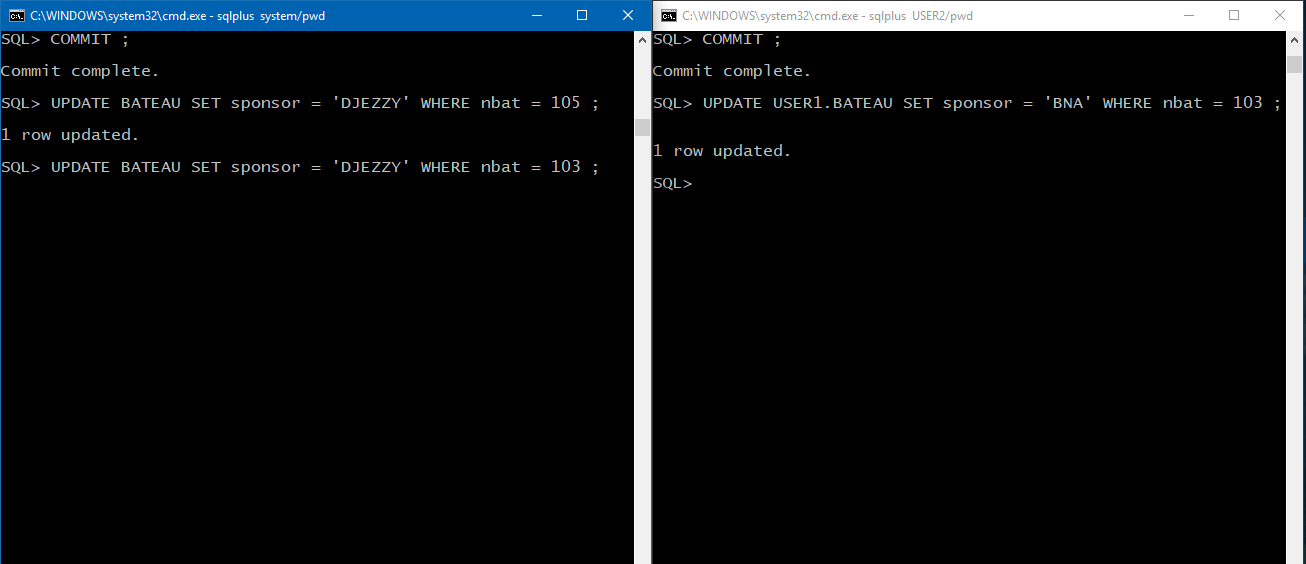 C:\WINDOWS\system32\cmd.exe - sqlplus system/pwd
SQL> COMMIT ;
Commit complete.
SQL> UPDATE BATEAU SET sponsor = 'DJEZZY' WHERE nbat = 105 ;
1 row updated.
SQL> UPDATE BATEAU SET sponsor = 'DJEZZY' WHERE nbat = 103 ;
C:\WINDOWS\system32\cmd.exe - sqlplus USER2/pwd
SQL> COMMIT ;
Commit complete.
SQL> UPDATE USER1.BATEAU SET sponsor = 'BNA' WHERE nbat = 103 ;
1 row updated.
SQL>